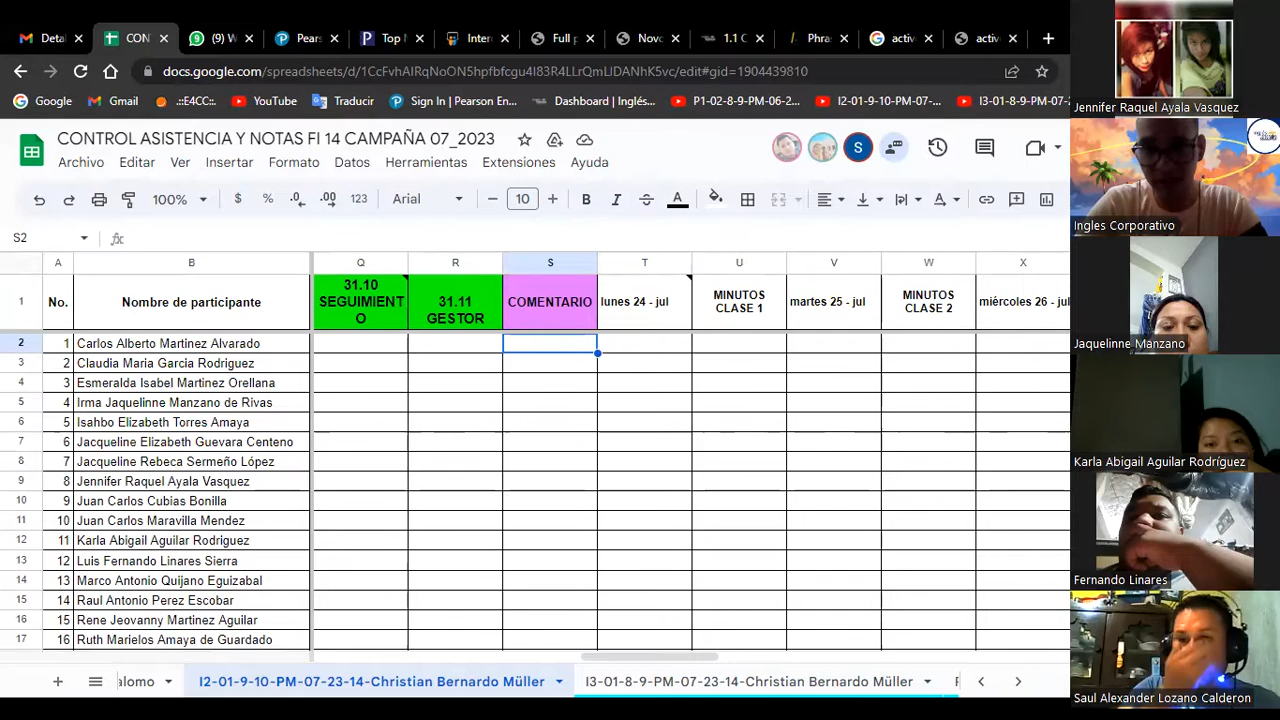 Detal
CON
(9) W
Pears
Top I
Inter
Full p
Novc
1.1 C
Phras
active
active
docs.google.com/spreadsheets/d/1CcFvhAIRqNvON5hpfbfcgu4I83R4LLrQmLIDANhK5vc/edit#gid=1904439810
Google
Gmail
.::E4CC::.
YouTube
Traducir
Sign In | Pearson En...
Dashboard | Inglés...
P1-02-8-9-PM-06-2...
I2-01-9-10-PM-07-...
I3-01-8-9-PM-07-2
CONTROL ASISTENCIA Y NOTAS FI 14 CAMPAÑA 07_2023
S
Archivo Editar Ver Insertar Formato Datos Herramientas Extensiones Ayuda
100% $ % .0 .00 123 Arial 10 B I A
S2 fx
A B Q R S T U V W X
1 No. Nombre de participante 31.10 SEGUIMIENTO 31.11 GESTOR COMENTARIO lunes 24 - jul MINUTOS CLASE 1 martes 25 - jul MINUTOS CLASE 2 miércoles 26 - jul
2 1 Carlos Alberto Martinez Alvarado
3 2 Claudia Maria Garcia Rodriguez
4 3 Esmeralda Isabel Martinez Orellana
5 4 Irma Jaquelinne Manzano de Rivas
6 5 Isahbo Elizabeth Torres Amaya
7 6 Jacqueline Elizabeth Guevara Centeno
8 7 Jacqueline Rebeca Sermeño López
9 8 Jennifer Raquel Ayala Vasquez
10 9 Juan Carlos Cubias Bonilla
11 10 Juan Carlos Maravilla Mendez
12 11 Karla Abigail Aguilar Rodriguez
13 12 Luis Fernando Linares Sierra
14 13 Marco Antonio Quijano Eguizabal
15 14 Raul Antonio Perez Escobar
16 15 Rene Jeovanny Martinez Aguilar
17 16 Ruth Marielos Amaya de Guardado
alomo
I2-01-9-10-PM-07-23-14-Christian Bernardo Müller
I3-01-8-9-PM-07-23-14-Christian Bernardo Müller
Jennifer Raquel Ayala Vasquez
Ingles Corporativo
Jaquelinne Manzano
Karla Abigail Aguilar Rodríguez
Fernando Linares
Saul Alexander Lozano Calderon